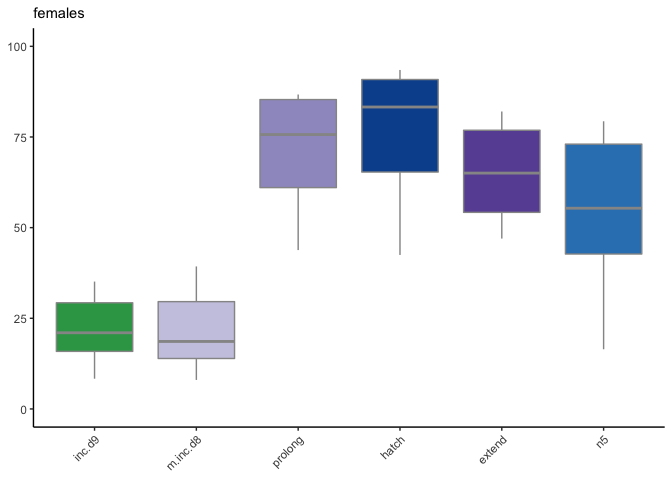 females
100
75
50
25
0
inc.d9
m.inc.d8
prolong
hatch
extend
n5